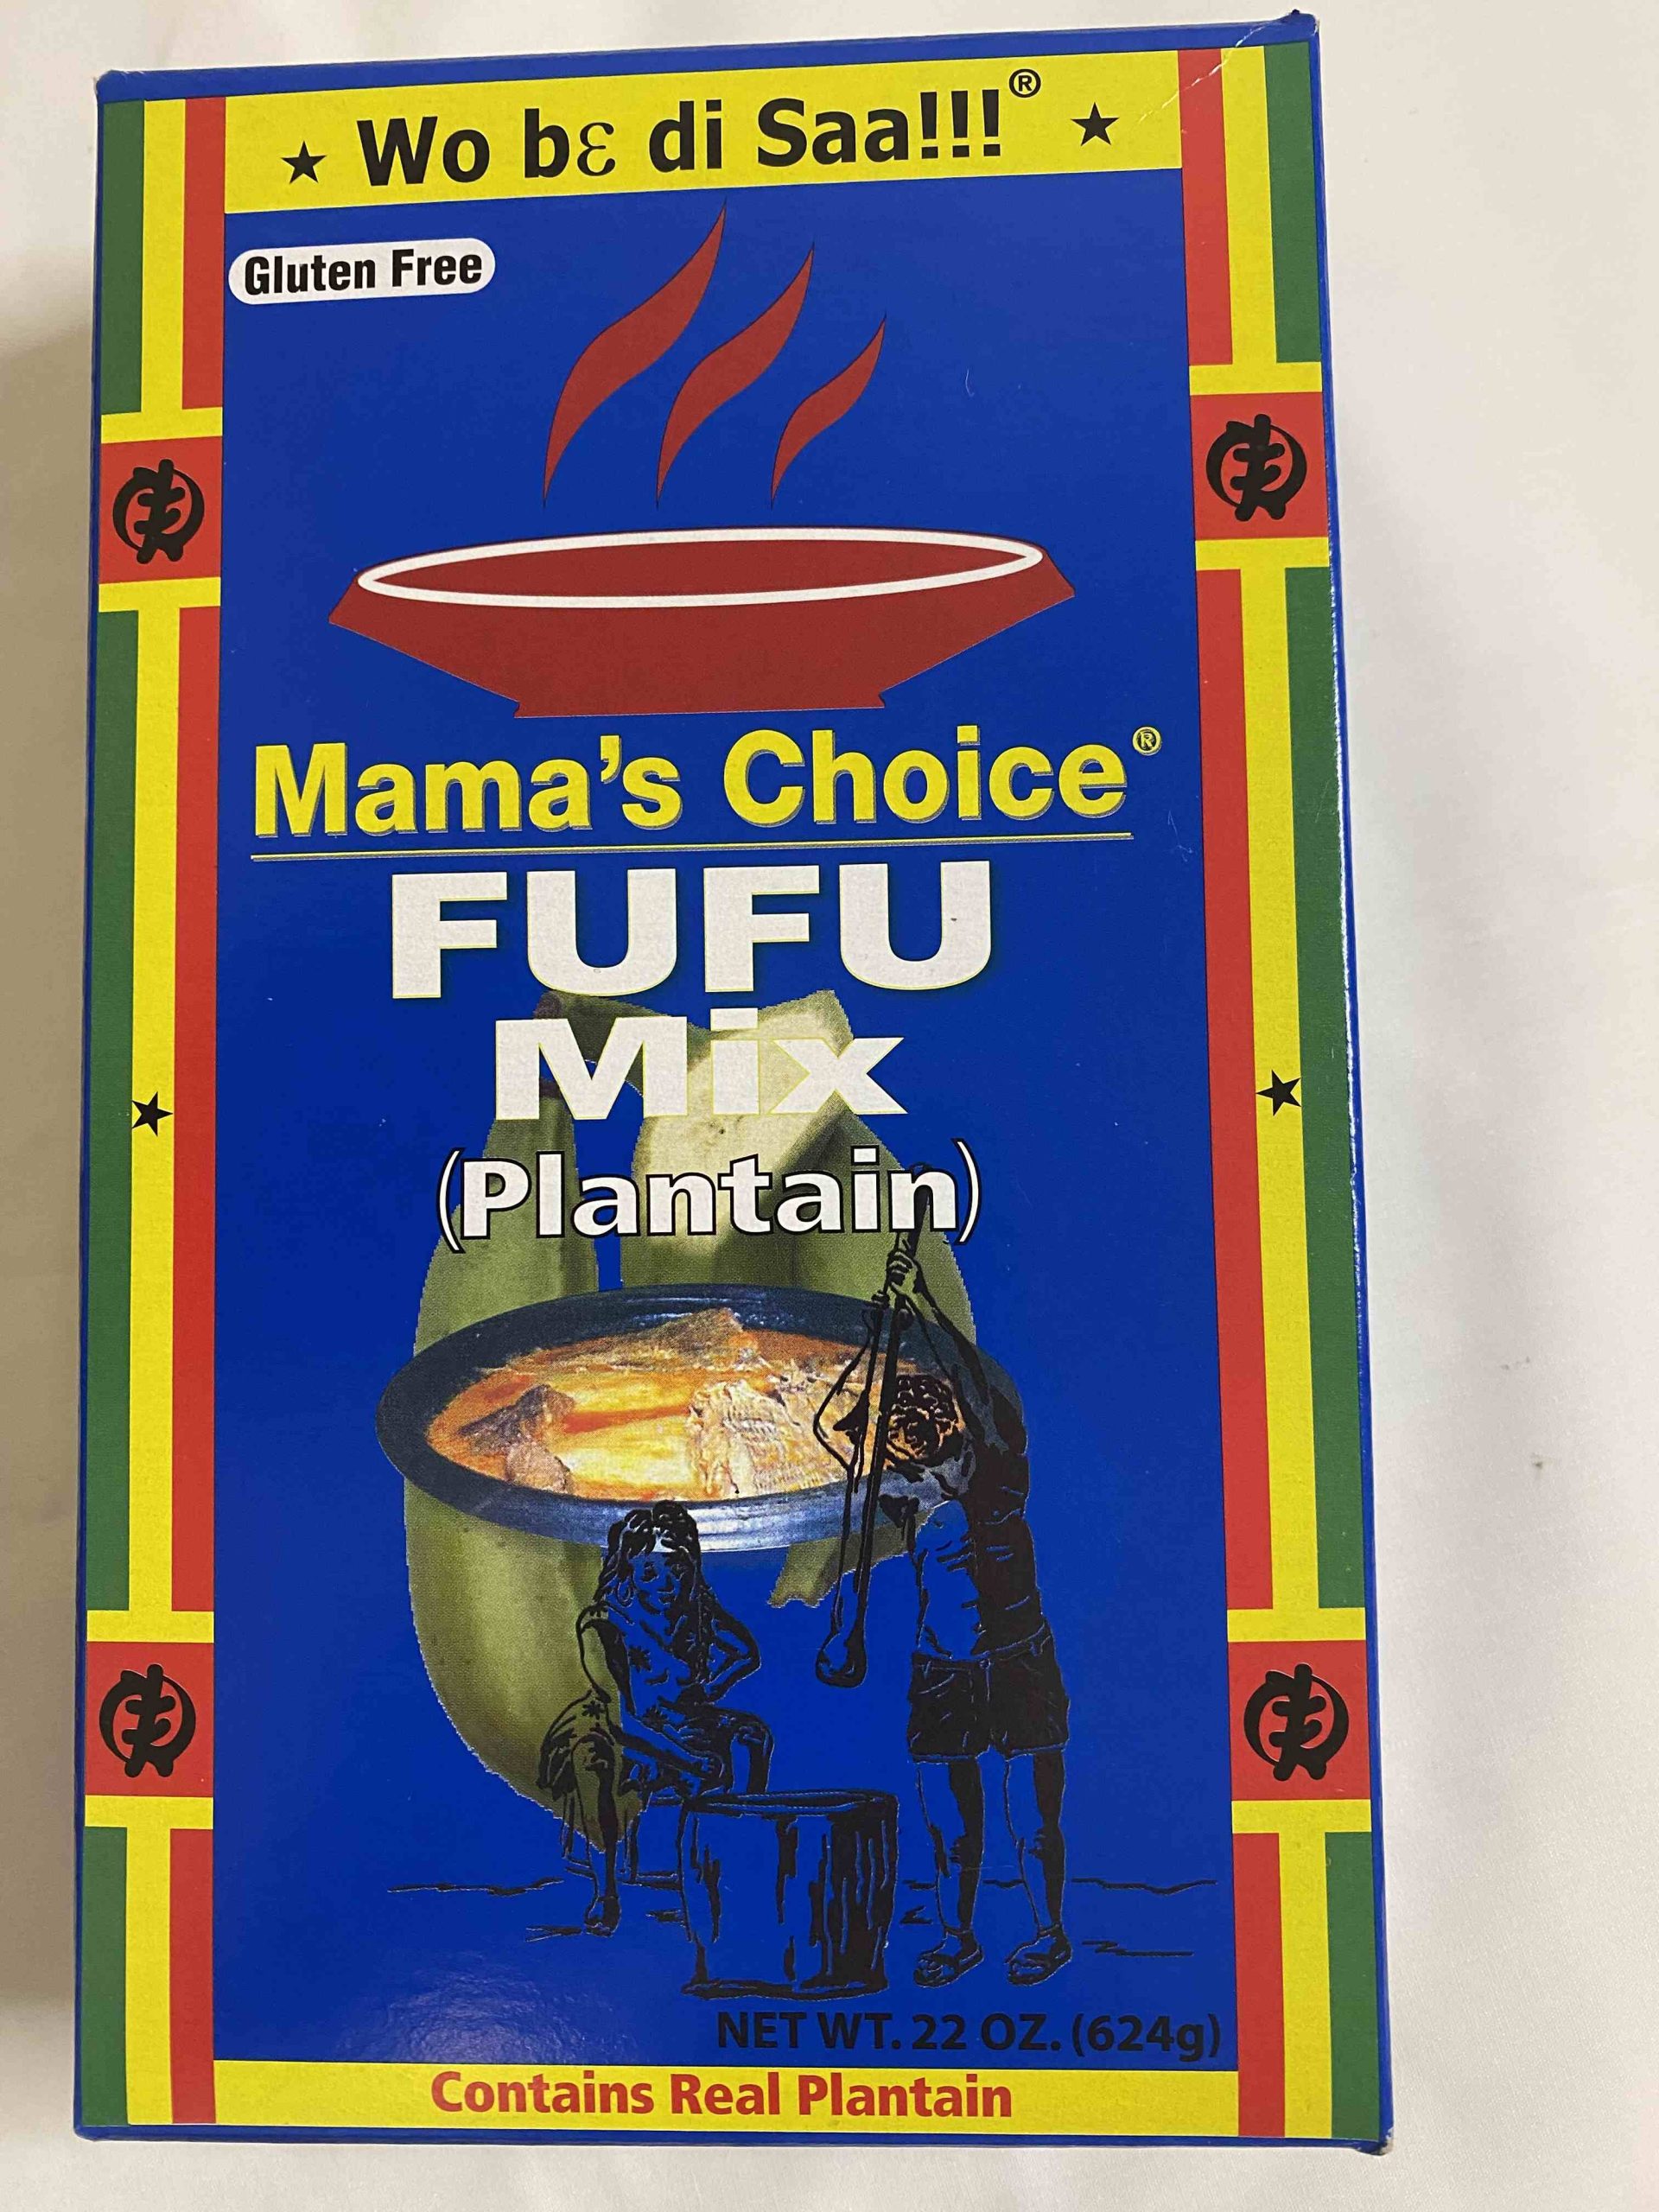 ★ Wo bɛ di Saa!!!® ★
Gluten Free
Mama's Choice®
FUFU
Mix
(Plantain)
NET WT. 22 OZ. (624g)
Contains Real Plantain